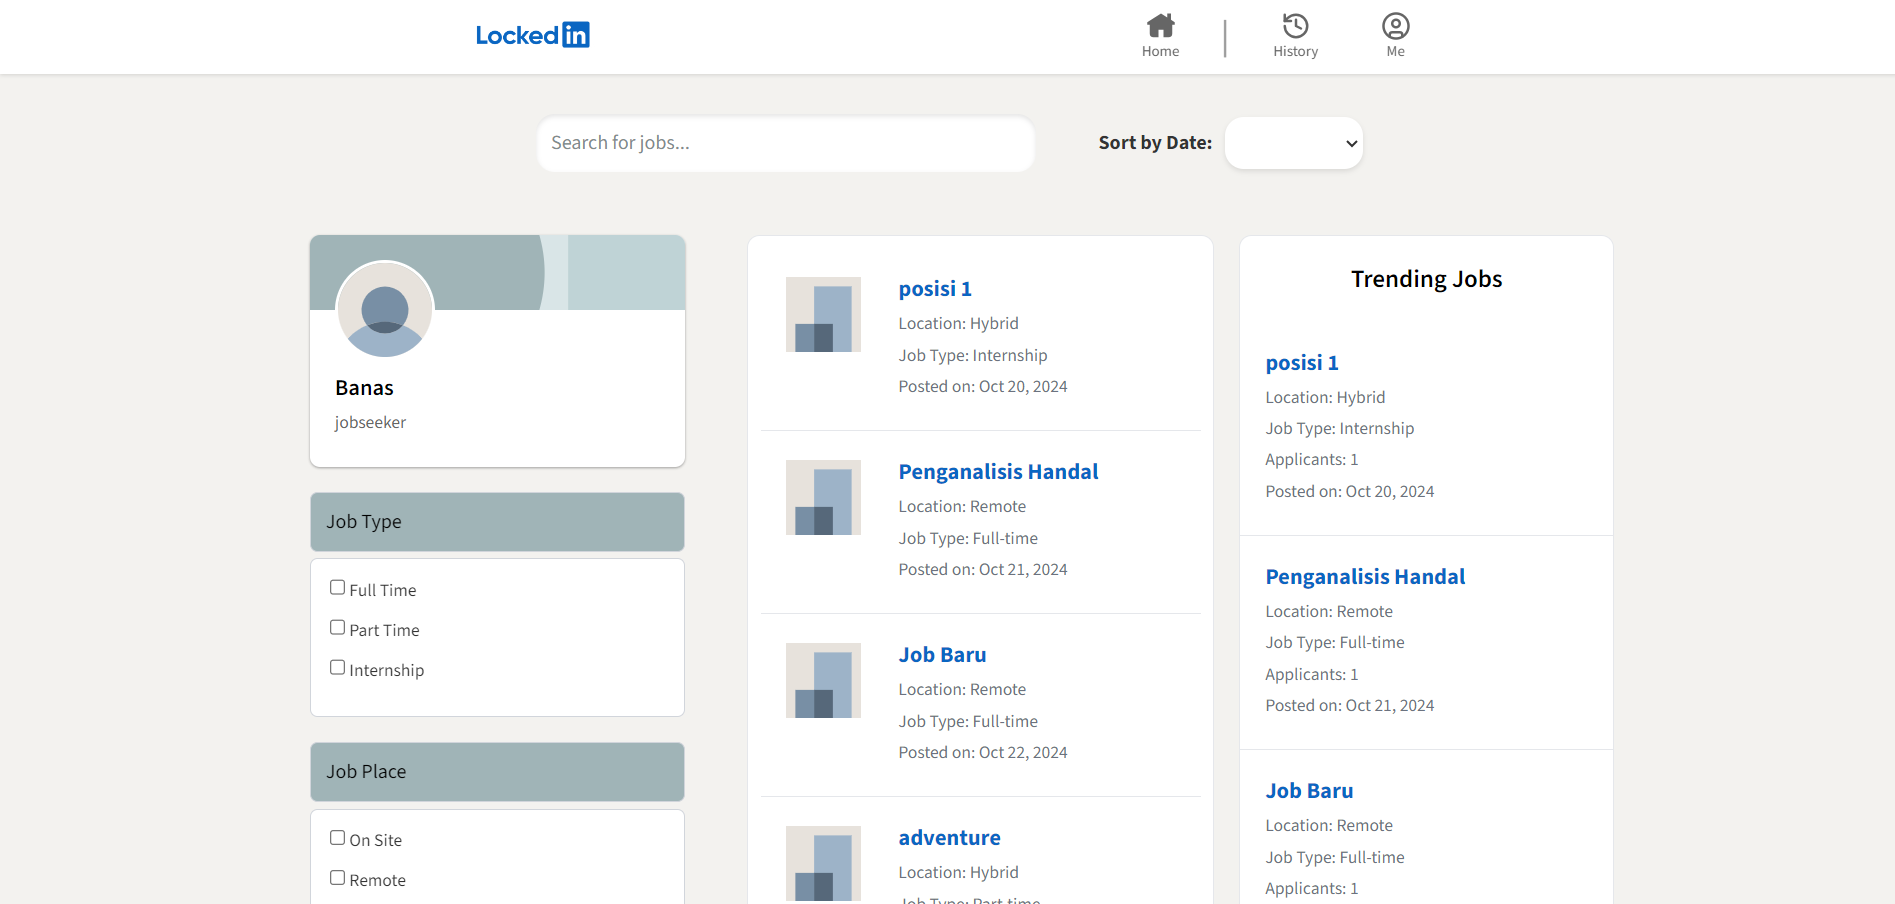 Lockedin
Home
History
Me
Search for jobs...
Sort by Date:
Banas
jobseeker
Job Type
Full Time
Part Time
Internship
Job Place
On Site
Remote
posisi 1
Location: Hybrid
Job Type: Internship
Posted on: Oct 20, 2024
Penganalisis Handal
Location: Remote
Job Type: Full-time
Posted on: Oct 21, 2024
Job Baru
Location: Remote
Job Type: Full-time
Posted on: Oct 22, 2024
adventure
Location: Hybrid
Job Type: Part-time
Trending Jobs
posisi 1
Location: Hybrid
Job Type: Internship
Applicants: 1
Posted on: Oct 20, 2024
Penganalisis Handal
Location: Remote
Job Type: Full-time
Applicants: 1
Posted on: Oct 21, 2024
Job Baru
Location: Remote
Job Type: Full-time
Applicants: 1